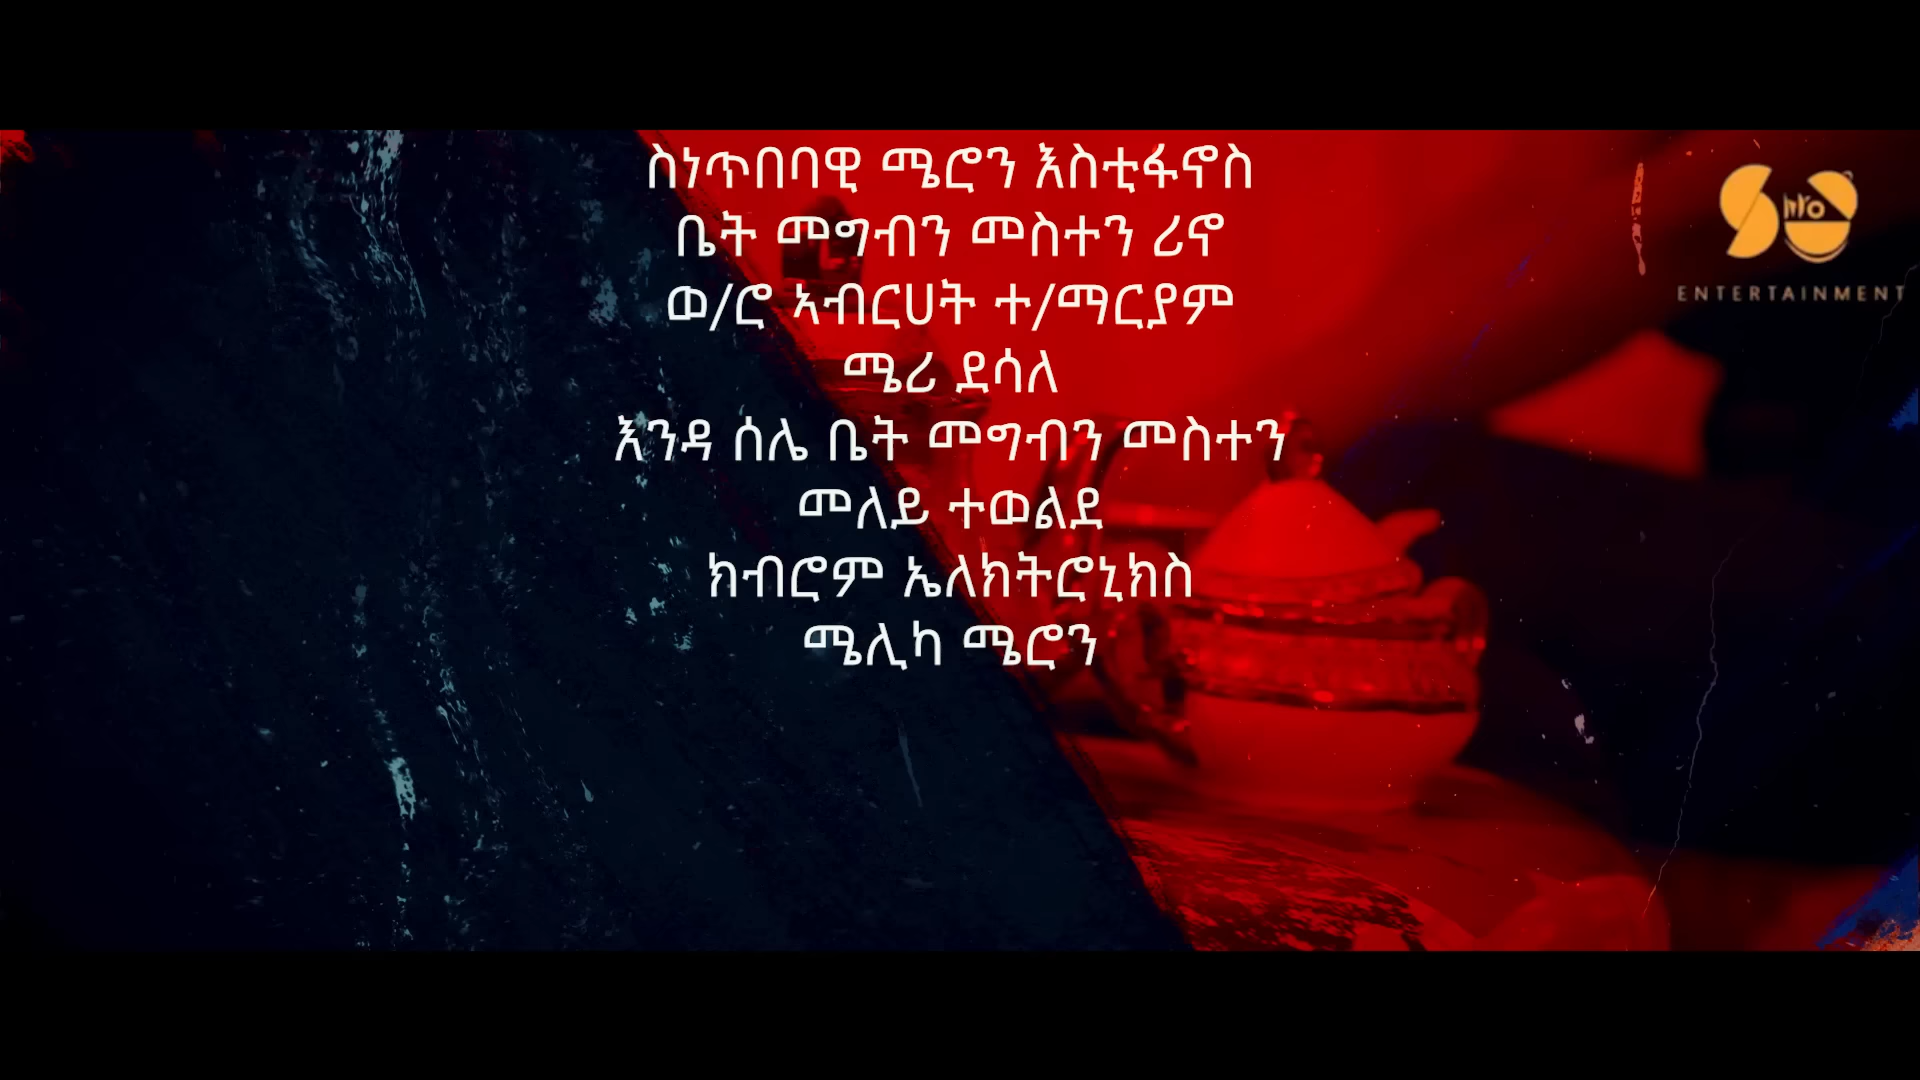 ስነጥበባዊ ሜሮን እስቲፋኖስ
ቤት መግብን መስተን ሪኖ
ወ/ሮ ኣብርሀት ተ/ማርያም
ሜሪ ደሳለ
እንዳ ሰሌ ቤት መግብን መስተን
መለይ ተወልደ
ክብሮም ኤለክትሮኒክስ
ሜሊካ ሜሮን
ENTERTAINMENT